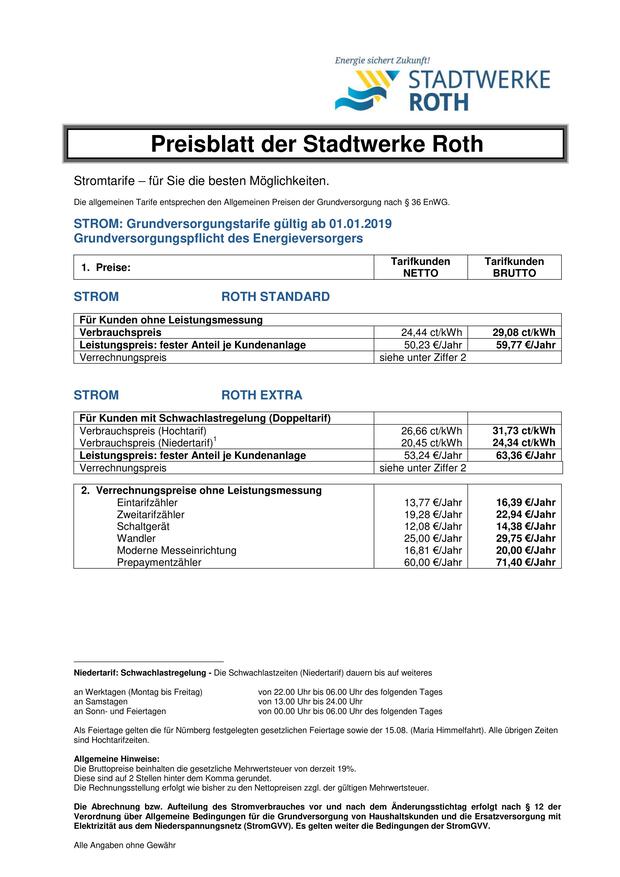 Energie sichert Zukunft!
STADTWERKE
ROTH
Preisblatt der Stadtwerke Roth
Stromtarife – für Sie die besten Möglichkeiten.
Die allgemeinen Tarife entsprechen den Allgemeinen Preisen der Grundversorgung nach § 36 EnWG.
STROM: Grundversorgungstarife gültig ab 01.01.2019
Grundversorgungspflicht des Energieversorgers
1. Preise: Tarifkunden NETTO Tarifkunden BRUTTO
STROM ROTH STANDARD
Für Kunden ohne Leistungsmessung
Verbrauchspreis 24,44 ct/kWh 29,08 ct/kWh
Leistungspreis: fester Anteil je Kundenanlage 50,23 €/Jahr 59,77 €/Jahr
Verrechnungspreis siehe unter Ziffer 2
STROM ROTH EXTRA
Für Kunden mit Schwachlastregelung (Doppeltarif)
Verbrauchspreis (Hochtarif) 26,66 ct/kWh 31,73 ct/kWh
Verbrauchspreis (Niedertarif)1 20,45 ct/kWh 24,34 ct/kWh
Leistungspreis: fester Anteil je Kundenanlage 53,24 €/Jahr 63,36 €/Jahr
Verrechnungspreis siehe unter Ziffer 2
2. Verrechnungspreise ohne Leistungsmessung
Eintarifzähler 13,77 €/Jahr 16,39 €/Jahr
Zweitarifzähler 19,28 €/Jahr 22,94 €/Jahr
Schaltgerät 12,08 €/Jahr 14,38 €/Jahr
Wandler 25,00 €/Jahr 29,75 €/Jahr
Moderne Messeinrichtung 16,81 €/Jahr 20,00 €/Jahr
Prepaymentzähler 60,00 €/Jahr 71,40 €/Jahr
Niedertarif: Schwachlastregelung - Die Schwachlastzeiten (Niedertarif) dauern bis auf weiteres
an Werktagen (Montag bis Freitag) von 22.00 Uhr bis 06.00 Uhr des folgenden Tages
an Samstagen von 13.00 Uhr bis 24.00 Uhr
an Sonn- und Feiertagen von 00.00 Uhr bis 06.00 Uhr des folgenden Tages
Als Feiertage gelten die für Nürnberg festgelegten gesetzlichen Feiertage sowie der 15.08. (Maria Himmelfahrt). Alle übrigen Zeiten
sind Hochtarifzeiten.
Allgemeine Hinweise:
Die Bruttopreise beinhalten die gesetzliche Mehrwertsteuer von derzeit 19%.
Diese sind auf 2 Stellen hinter dem Komma gerundet.
Die Rechnungsstellung erfolgt wie bisher zu den Nettopreisen zzgl. der gültigen Mehrwertsteuer.
Die Abrechnung bzw. Aufteilung des Stromverbrauches vor und nach dem Änderungsstichtag erfolgt nach § 12 der
Verordnung über Allgemeine Bedingungen für die Grundversorgung von Haushaltskunden und die Ersatzversorgung mit
Elektrizität aus dem Niederspannungsnetz (StromGVV). Es gelten weiter die Bedingungen der StromGVV.
Alle Angaben ohne Gewähr